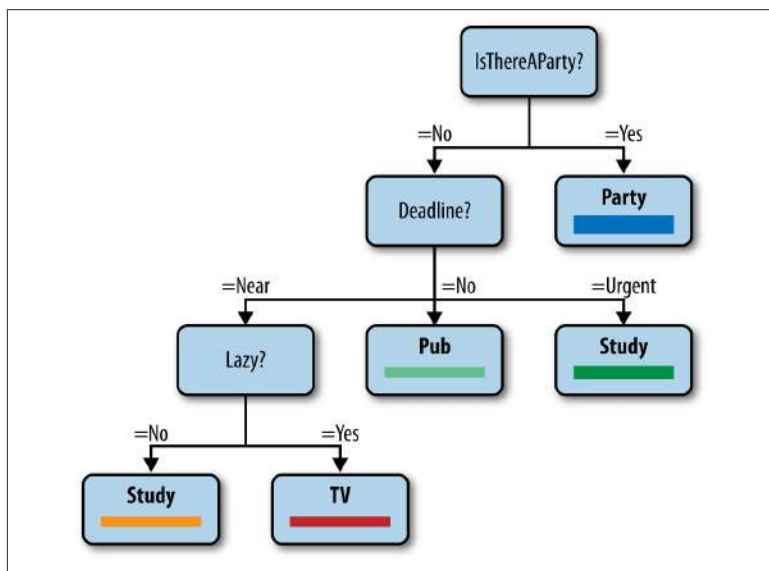 IsThereAParty?
=No
=Yes
Deadline?
Party
=Near
=No
=Urgent
Lazy?
Pub
Study
=No
=Yes
Study
TV